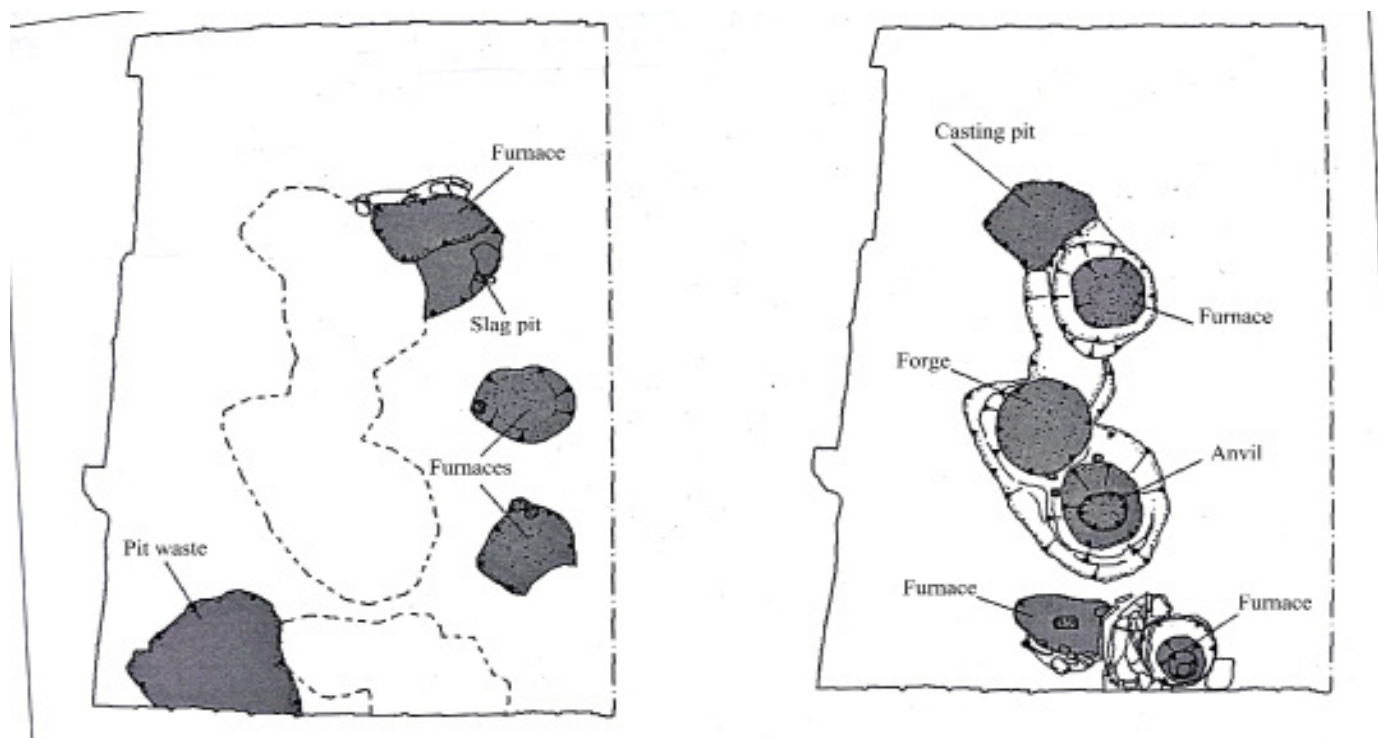 Furnace
Slag pit
Furnaces
Pit waste
Casting pit
Furnace
Forge
Anvil
Furnace
Furnace